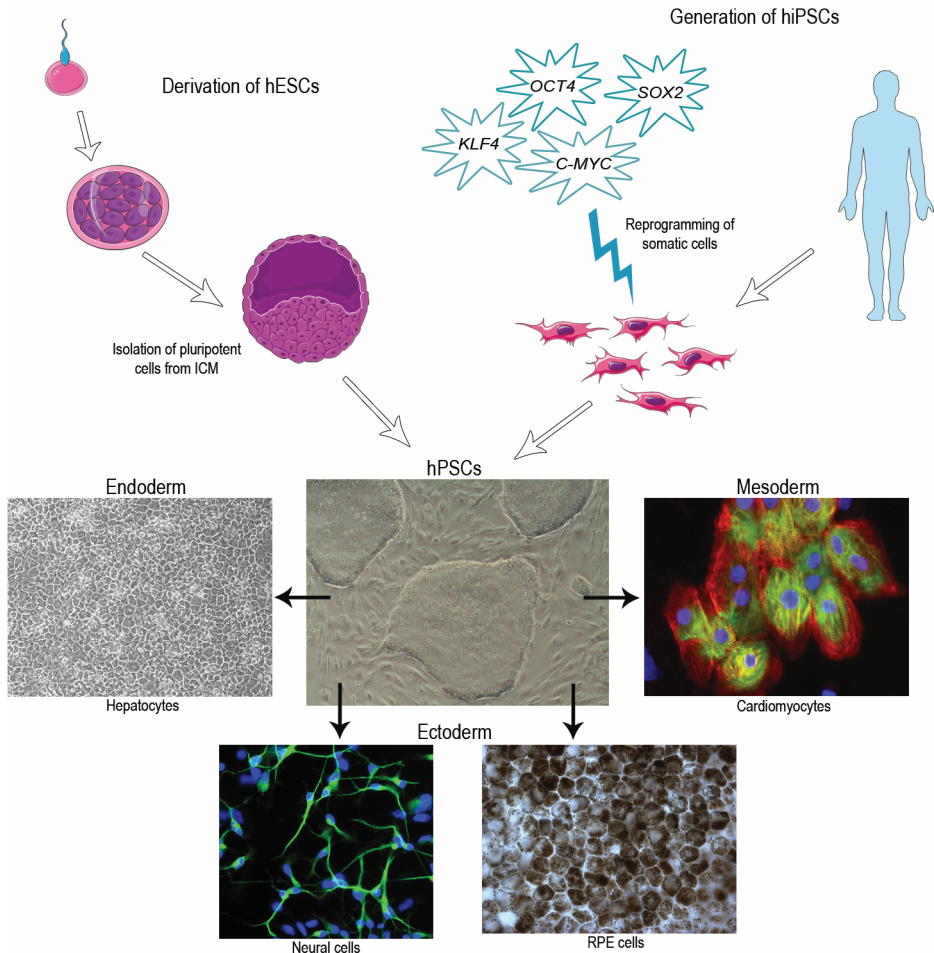 Generation of hiPSCs
Derivation of hESCs
OCT4
SOX2
KLF4
C-MYC
Reprogramming of
somatic cells
Isolation of pluripotent
cells from ICM
hPSCs
Endoderm
Mesoderm
Hepatocytes
Cardiomyocytes
Ectoderm
Neural cells
RPE cells